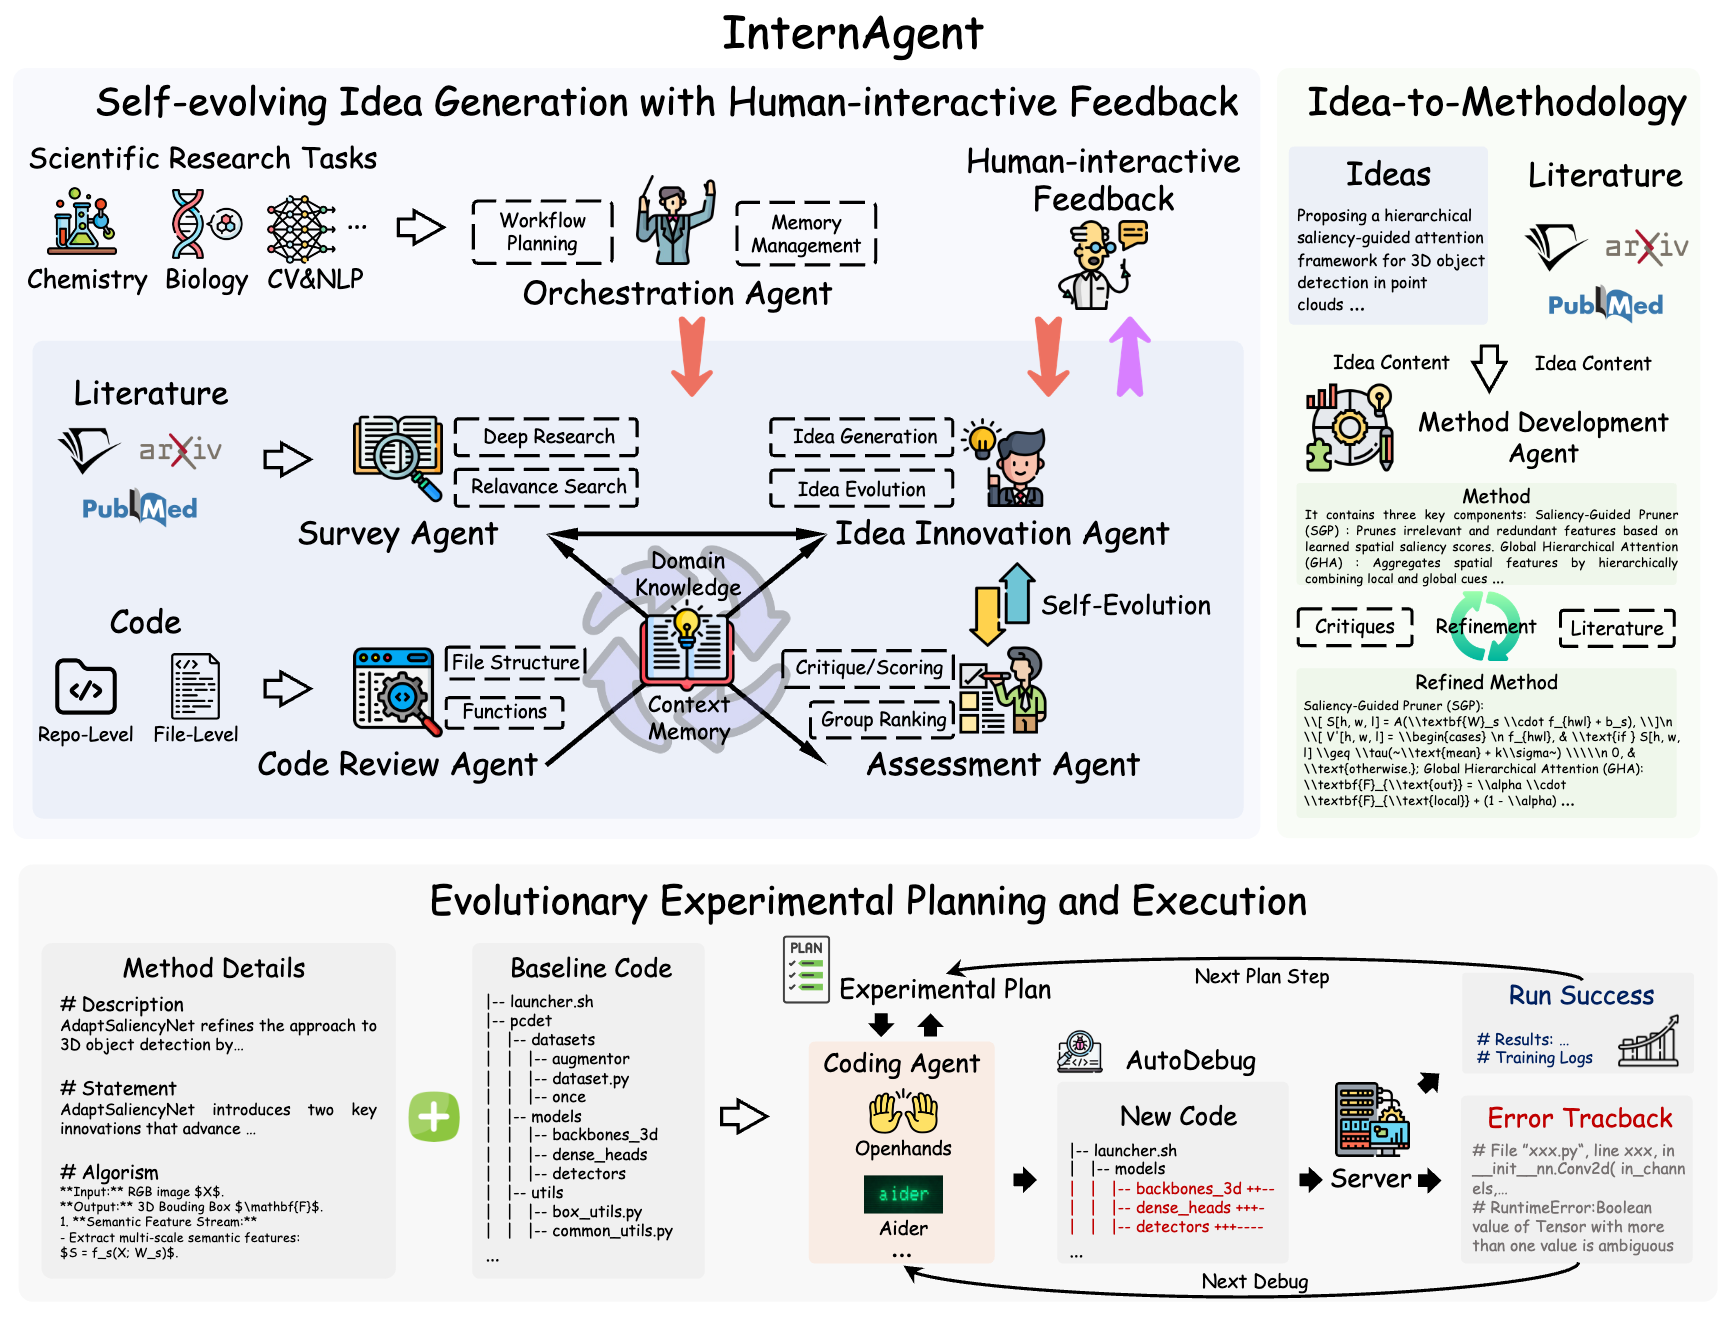 InternAgent
Self-evolving Idea Generation with Human-interactive Feedback
Scientific Research Tasks
...
Chemistry
Biology
CV&NLP
Workflow
Planning
Memory
Management
Orchestration Agent
Human-interactive
Feedback
Literature
arXiv
PubMed
Deep Research
Relavance Search
Survey Agent
Idea Generation
Idea Evolution
Idea Innovation Agent
Domain
Knowledge
Context
Memory
Self-Evolution
Code
Repo-Level
File-Level
File Structure
Functions
Code Review Agent
Critique/Scoring
Group Ranking
Assessment Agent
Idea-to-Methodology
Ideas
Proposing a hierarchical
saliency-guided attention
framework for 3D object
detection in point
clouds ...
Literature
arXiv
PubMed
Idea Content
Idea Content
Method Development
Agent
Method
It contains three key components: Saliency-Guided Pruner
(SGP) : Prunes irrelevant and redundant features based on
learned spatial saliency scores. Global Hierarchical Attention
(GHA) : Aggregates spatial features by hierarchically
combining local and global cues ...
Critiques
Refinement
Literature
Refined Method
Saliency-Guided Pruner (SGP):
\\[ S[h, w, l] = A(\\textbf{W}_s \\cdot f_{hwl} + b_s), \\]\n
\\[ V'[h, w, l] = \\begin{cases} \n f_{hwl}, & \\text{if } S[h, w,
l] \\geq \\tau(~\\text{mean} + k\\sigma~) \\\\\n 0, &
\\text{otherwise.}; Global Hierarchical Attention (GHA):
\\textbf{F}_{\\text{out}} = \\alpha \\cdot
\\textbf{F}_{\\text{local}} + (1 - \\alpha) ...
Evolutionary Experimental Planning and Execution
Method Details
# Description
AdaptSaliencyNet refines the approach to
3D object detection by...
# Statement
AdaptSaliencyNet introduces two key
innovations that advance ...
# Algorism
**Input:** RGB image $X$.
**Output:** 3D Bouding Box $\mathbf{F}$.
1. **Semantic Feature Stream:**
- Extract multi-scale semantic features:
$S = f_s(X; W_s)$.
Baseline Code
|-- launcher.sh
|-- pcdet
| |-- datasets
| | |-- augmentor
| | |-- dataset.py
| | |-- once
| |-- models
| | |-- backbones_3d
| | |-- dense_heads
| | |-- detectors
| |-- utils
| | |-- box_utils.py
| | |-- common_utils.py
...
PLAN
Experimental Plan
Coding Agent
Openhands
aider
Aider
...
AutoDebug
New Code
|-- launcher.sh
| |-- models
| | |-- backbones_3d ++--
| | |-- dense_heads +++-
| | |-- detectors +++----
...
Server
Next Plan Step
Run Success
# Results: ...
# Training Logs
Error Tracback
# File "xxx.py", line xxx, in
__init__nn.Conv2d( in_chann
els,...
# RuntimeError:Boolean
value of Tensor with more
than one value is ambiguous
Next Debug